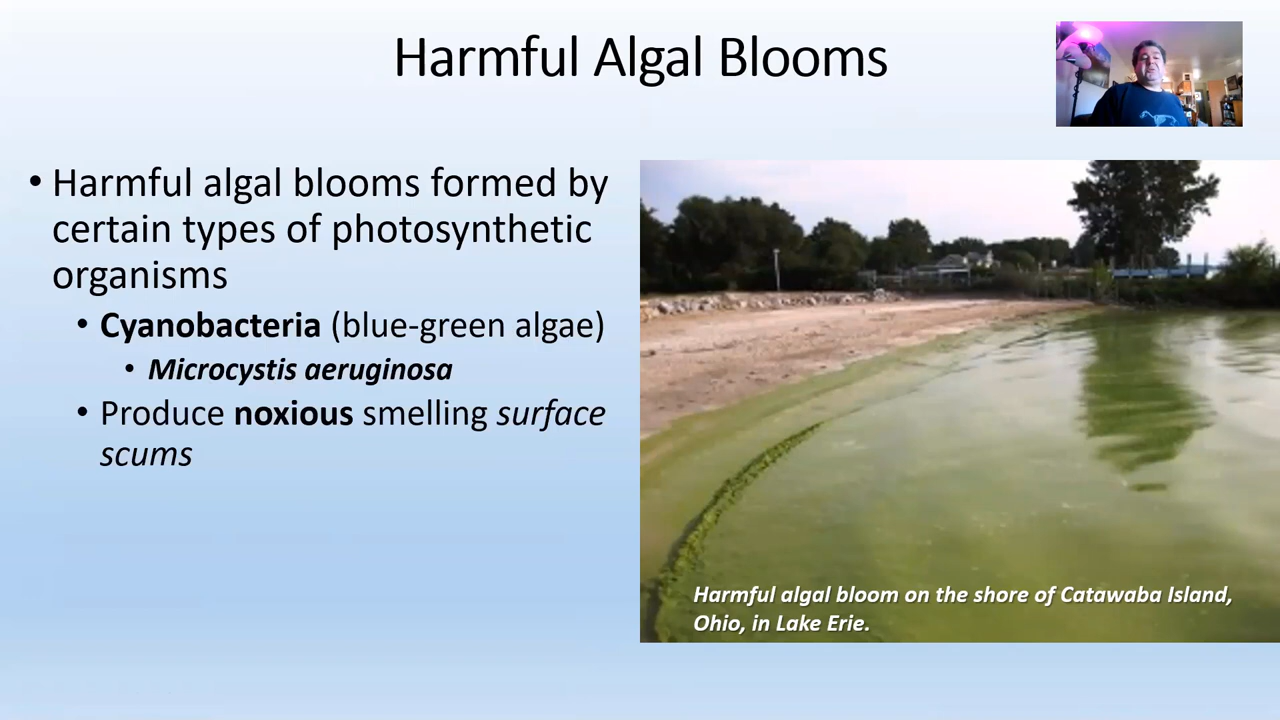 Harmful Algal Blooms
• Harmful algal blooms formed by
certain types of photosynthetic
organisms
• Cyanobacteria (blue-green algae)
• Microcystis aeruginosa
• Produce noxious smelling surface
scums
Harmful algal bloom on the shore of Catawaba Island,
Ohio, in Lake Erie.